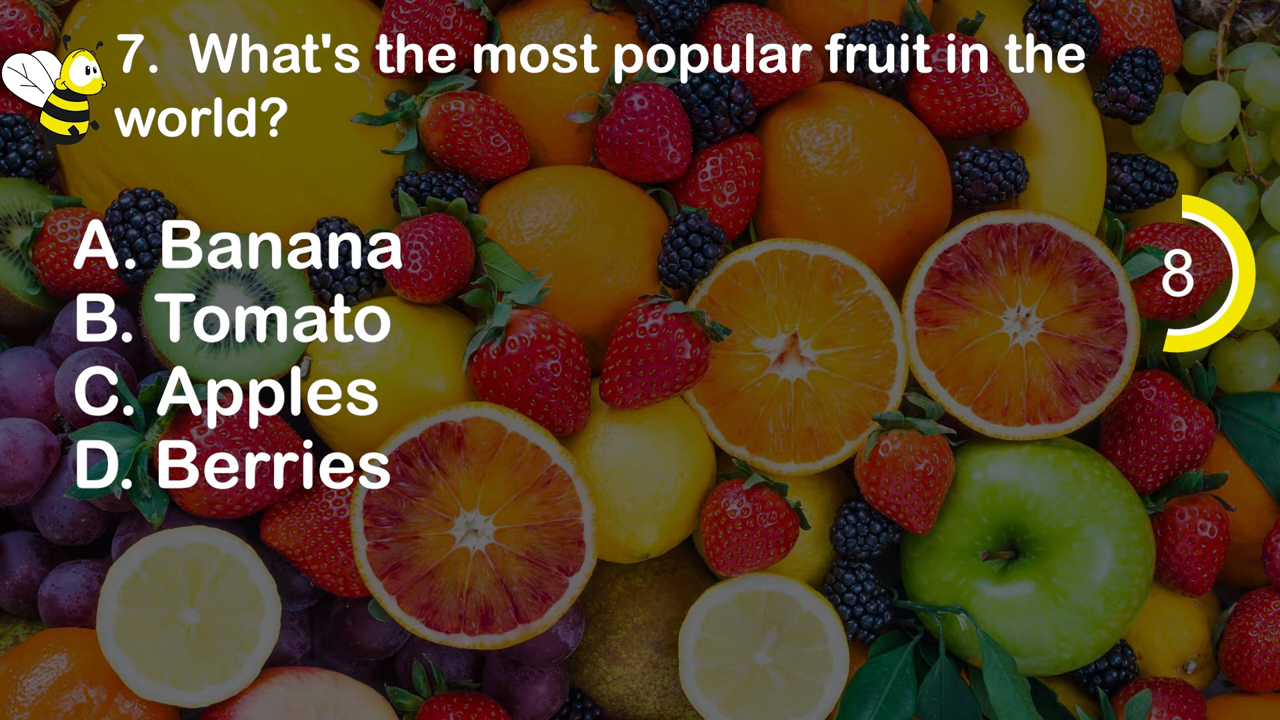 7. What's the most popular fruit in the
world?
A. Banana
B. Tomato
C. Apples
D. Berries
8